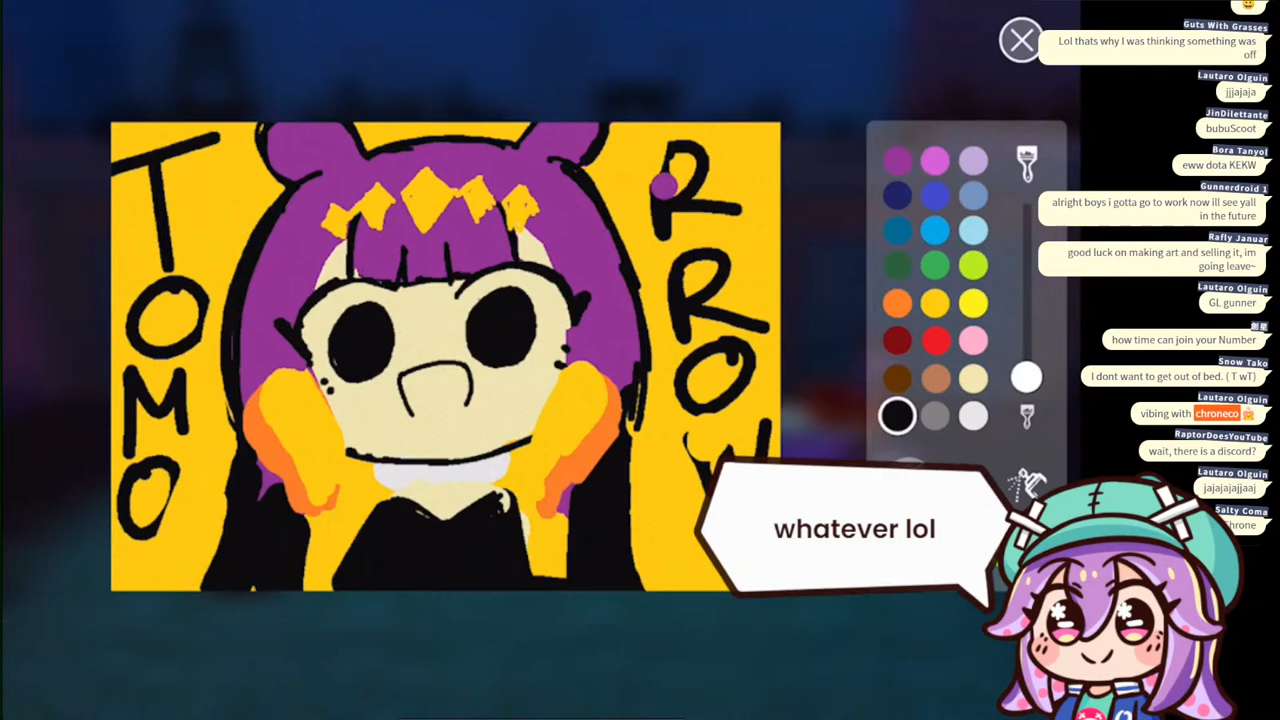 TOMO
RROW
whatever lol
Guts With Grasses
Lol thats why I was thinking something was
off
Lautaro Olguin
jjjajaja
JinDilettante
bubuScoot
Bora Tanyol
eww dota KEKW
Gunnerdroid 1
alright boys i gotta go to work now ill see yall
in the future
Rafly Januar
good luck on making art and selling it, im
going leave~
Lautaro Olguin
GL gunner
創星
how time can join your Number
Snow Tako
I dont want to get out of bed. ( T wT)
Lautaro Olguin
vibing with chroneco
RaptorDoesYouTube
wait, there is a discord?
Lautaro Olguin
jajajajajjaaj
Salty Coma